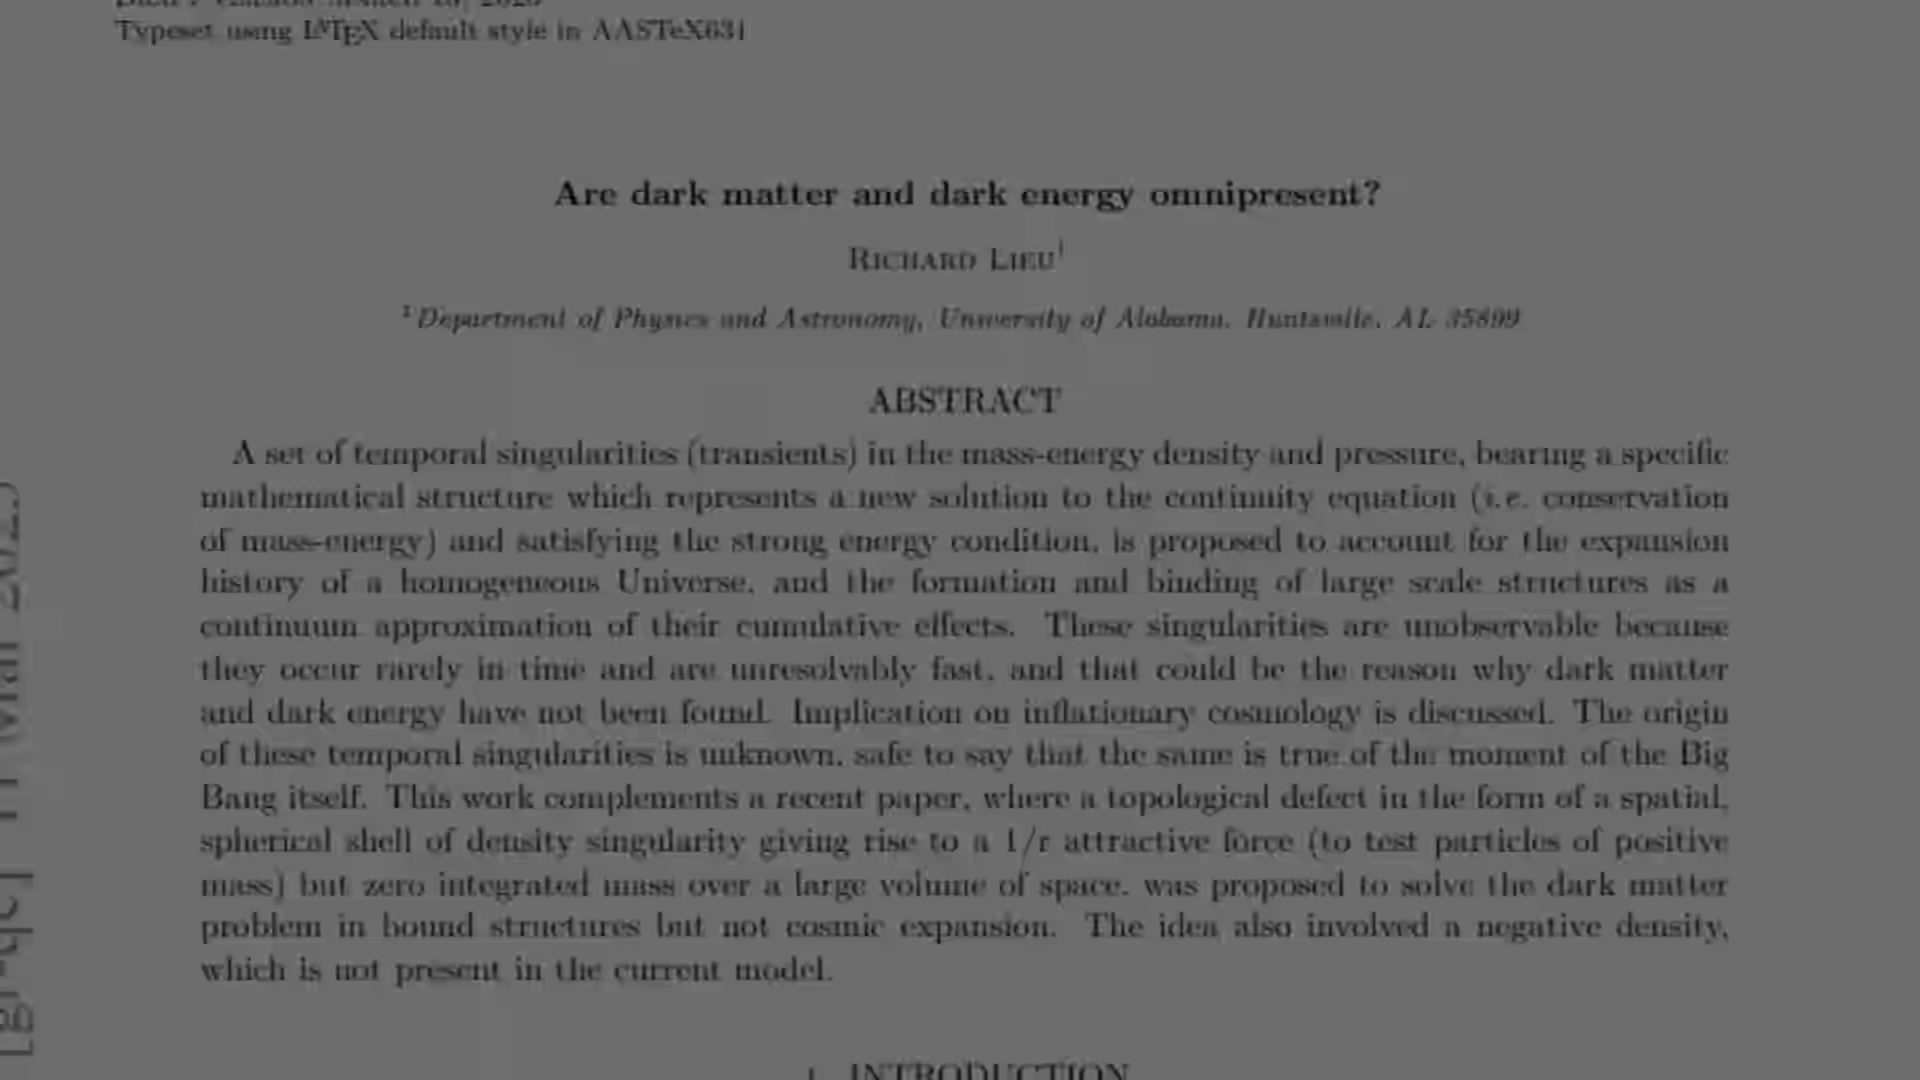 Typeset using LATEX default style in AASTeX631
Are dark matter and dark energy omnipresent?
RICHARD LIEU¹
¹Department of Physics and Astronomy, University of Alabama, Huntsville, AL 35899
ABSTRACT
A set of temporal singularities (transients) in the mass-energy density and pressure, bearing a specific
mathematical structure which represents a new solution to the continuity equation (i.e. conservation
of mass-energy) and satisfying the strong energy condition, is proposed to account for the expansion
history of a homogeneous Universe, and the formation and binding of large scale structures as a
continuum approximation of their cumulative effects. These singularities are unobservable because
they occur rarely in time and are unresolvably fast, and that could be the reason why dark matter
and dark energy have not been found. Implication on inflationary cosmology is discussed. The origin
of these temporal singularities is unknown, safe to say that the same is true of the moment of the Big
Bang itself. This work complements a recent paper, where a topological defect in the form of a spatial,
spherical shell of density singularity giving rise to a 1/r attractive force (to test particles of positive
mass) but zero integrated mass over a large volume of space, was proposed to solve the dark matter
problem in bound structures but not cosmic expansion. The idea also involved a negative density,
which is not present in the current model.
1. INTRODUCTION